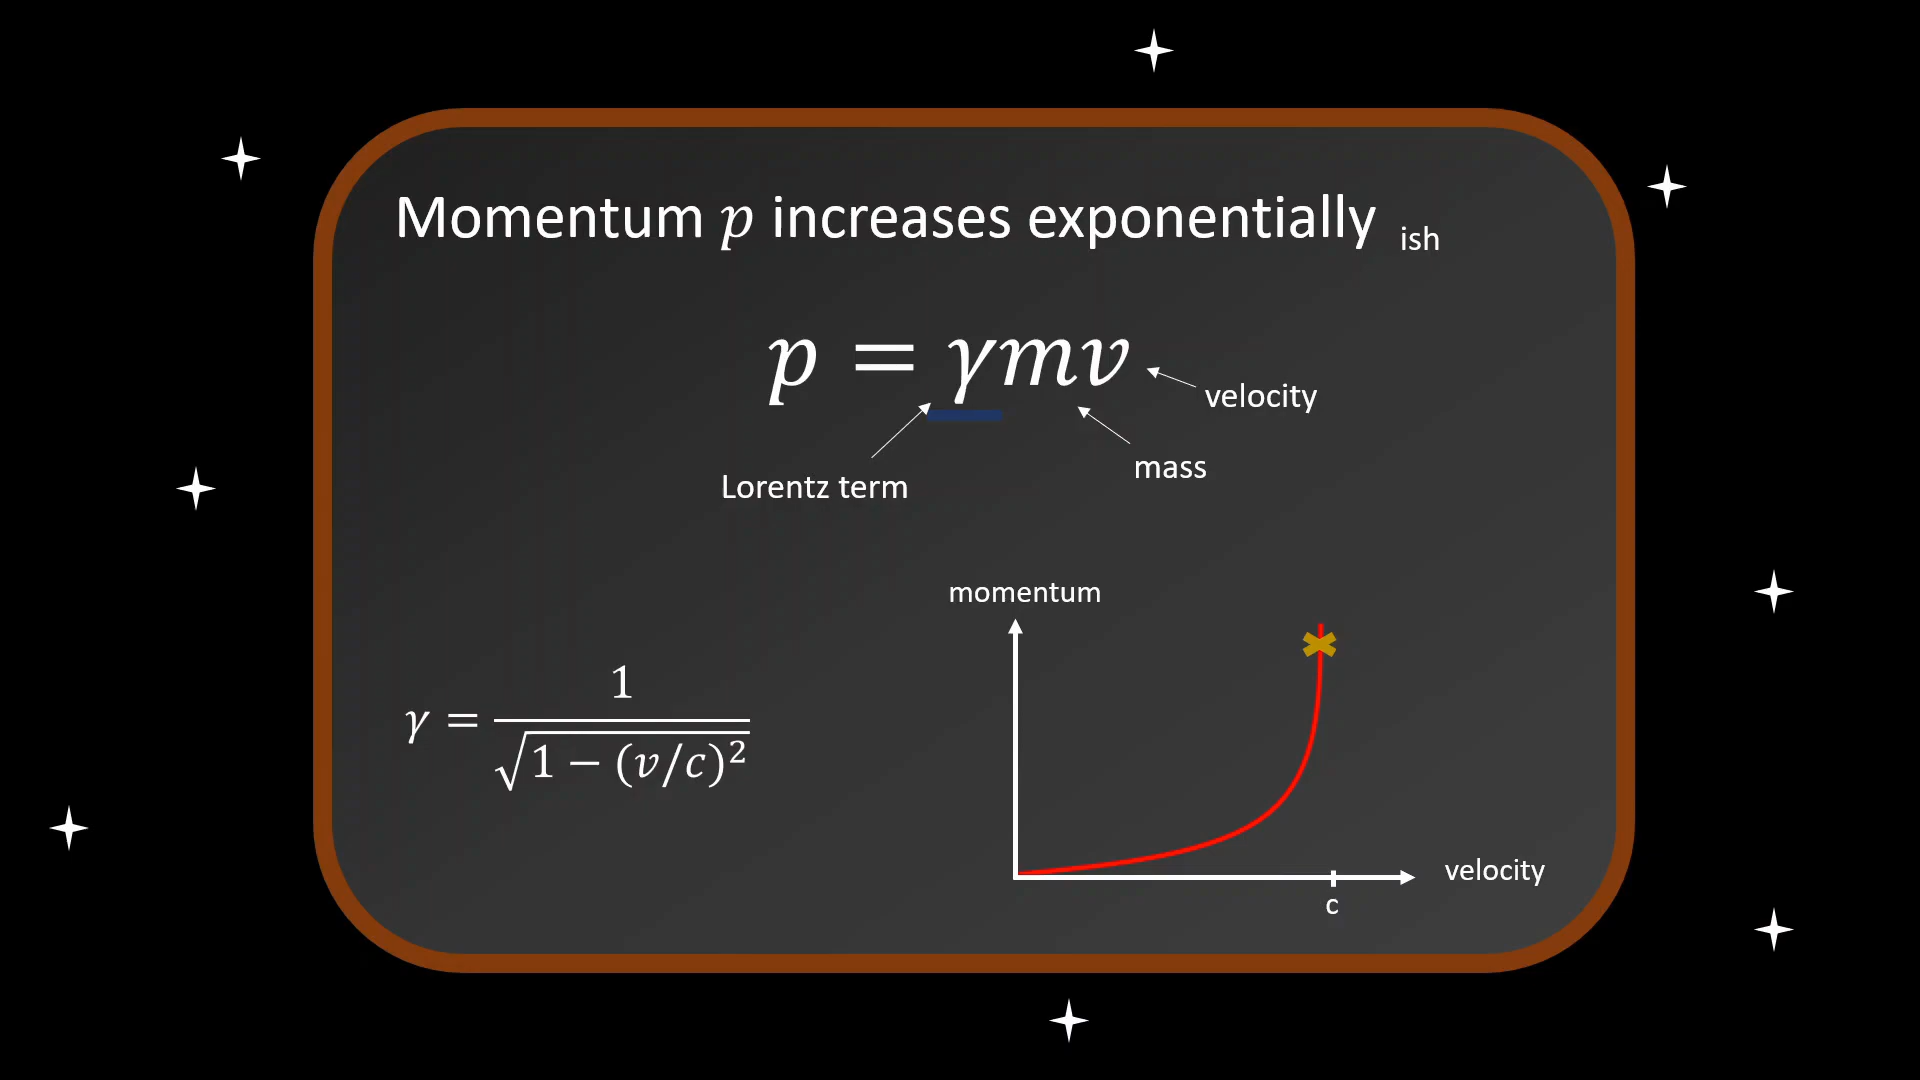 Momentum 𝑝 increases exponentially ish
𝑝 = 𝛾𝑚𝑣
velocity
mass
Lorentz term
momentum
𝛾 = 1/√(1 − (𝑣/𝑐)²)
velocity
c